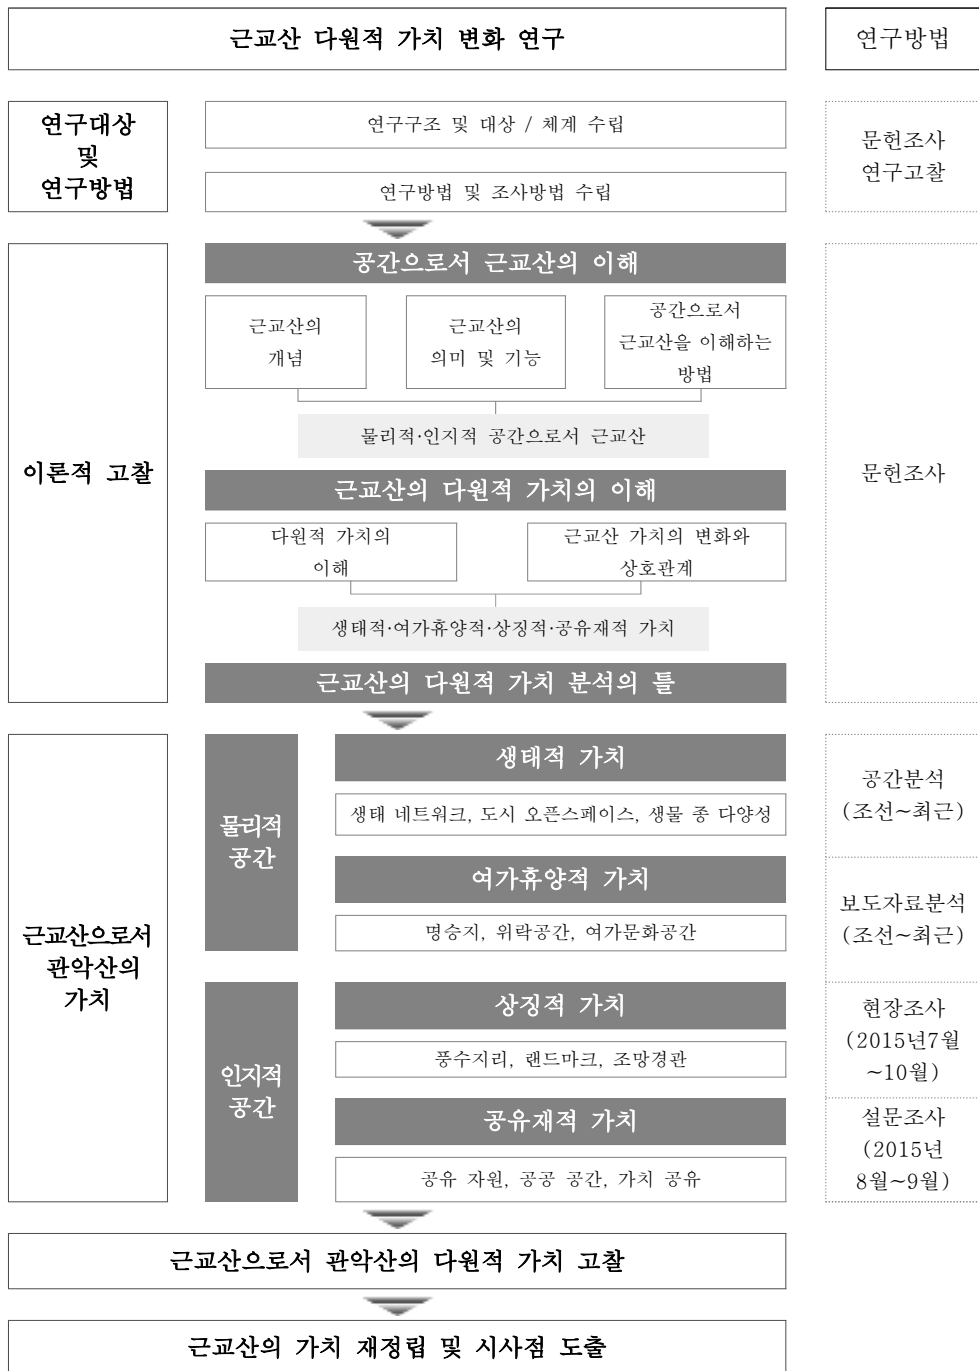 근교산 다원적 가치 변화 연구
연구방법
연구대상
및
연구방법
연구구조 및 대상 / 체계 수립
연구방법 및 조사방법 수립
문헌조사
연구고찰
이론적 고찰
공간으로서 근교산의 이해
근교산의
개념
근교산의
의미 및 기능
공간으로서
근교산을 이해하는
방법
물리적·인지적 공간으로서 근교산
근교산의 다원적 가치의 이해
다원적 가치의
이해
근교산 가치의 변화와
상호관계
생태적·여가휴양적·상징적·공유재적 가치
근교산의 다원적 가치 분석의 틀
문헌조사
근교산으로서
관악산의
가치
물리적
공간
생태적 가치
생태 네트워크, 도시 오픈스페이스, 생물 종 다양성
여가휴양적 가치
명승지, 위락공간, 여가문화공간
인지적
공간
상징적 가치
풍수지리, 랜드마크, 조망경관
공유재적 가치
공유 자원, 공공 공간, 가치 공유
공간분석
(조선~최근)
보도자료분석
(조선~최근)
현장조사
(2015년7월
~10월)
설문조사
(2015년
8월~9월)
근교산으로서 관악산의 다원적 가치 고찰
근교산의 가치 재정립 및 시사점 도출